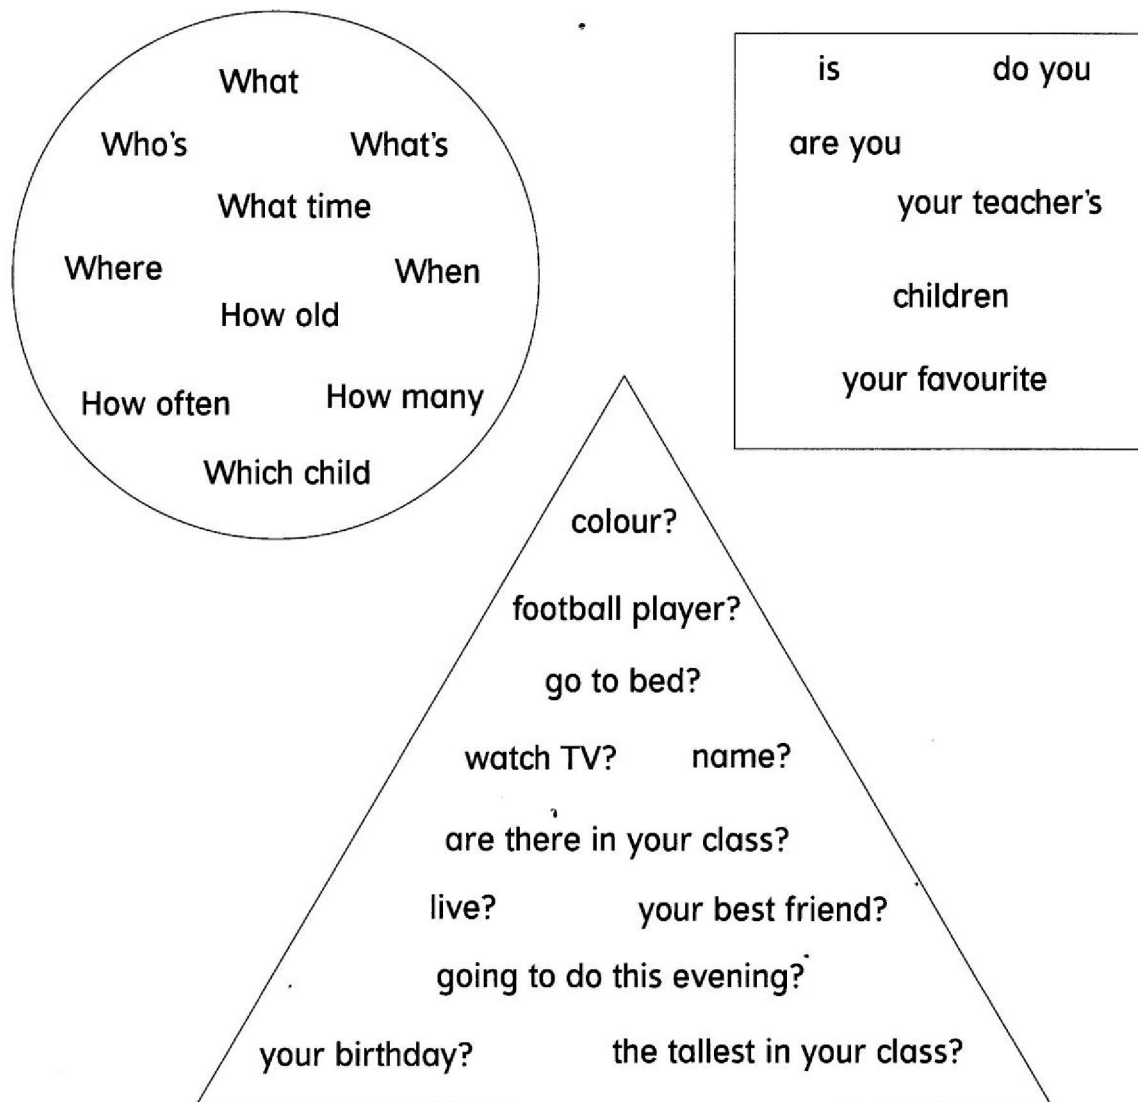 What
Who's What's
What time
Where When
How old
How often How many
Which child
is do you
are you
your teacher's
children
your favourite
colour?
football player?
go to bed?
watch TV? name?
are there in your class?
live? your best friend?
going to do this evening?
your birthday? the tallest in your class?